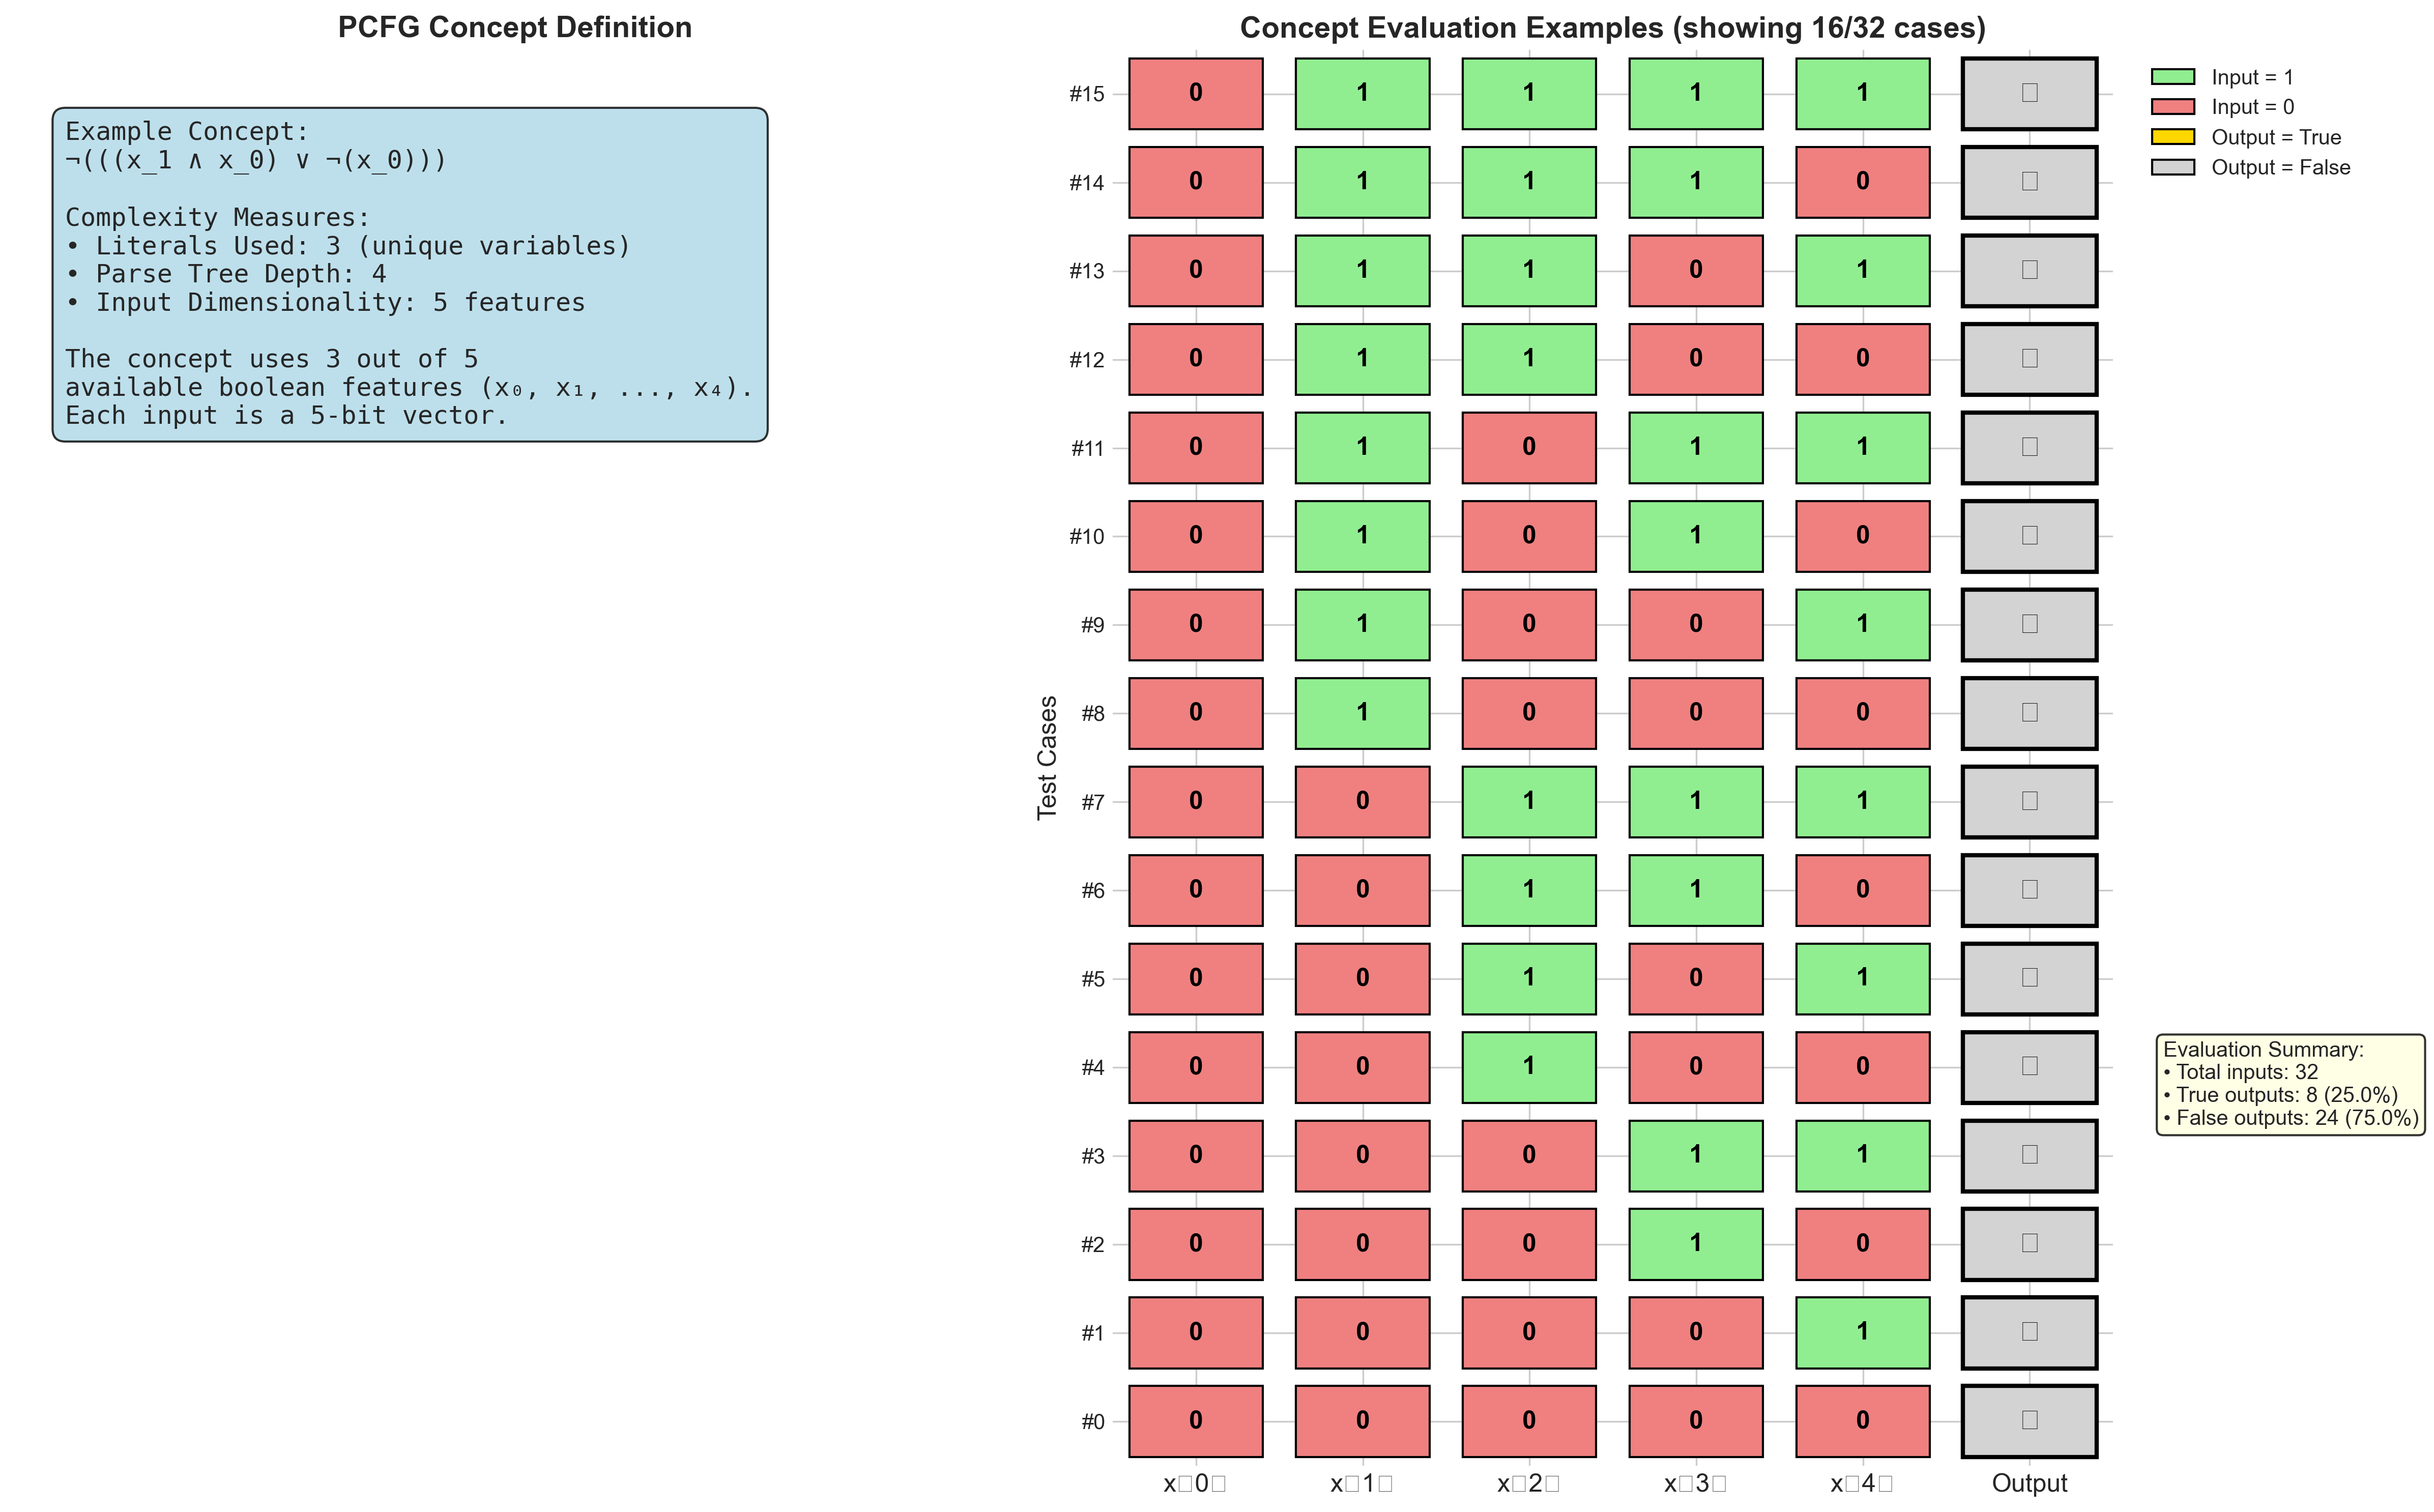 PCFG Concept Definition
Example Concept:
¬(((x_1 ∧ x_0) ∨ ¬(x_0)))
Complexity Measures:
• Literals Used: 3 (unique variables)
• Parse Tree Depth: 4
• Input Dimensionality: 5 features
The concept uses 3 out of 5
available boolean features (x₀, x₁, ..., x₄).
Each input is a 5-bit vector.
Concept Evaluation Examples (showing 16/32 cases)
Test Cases
#15 0 1 1 1 1 □
#14 0 1 1 1 0 □
#13 0 1 1 0 1 □
#12 0 1 1 0 0 □
#11 0 1 0 1 1 □
#10 0 1 0 1 0 □
#9 0 1 0 0 1 □
#8 0 1 0 0 0 □
#7 0 0 1 1 1 □
#6 0 0 1 1 0 □
#5 0 0 1 0 1 □
#4 0 0 1 0 0 □
#3 0 0 0 1 1 □
#2 0 0 0 1 0 □
#1 0 0 0 0 1 □
#0 0 0 0 0 0 □
x□0□ x□1□ x□2□ x□3□ x□4□ Output
Input = 1
Input = 0
Output = True
Output = False
Evaluation Summary:
• Total inputs: 32
• True outputs: 8 (25.0%)
• False outputs: 24 (75.0%)